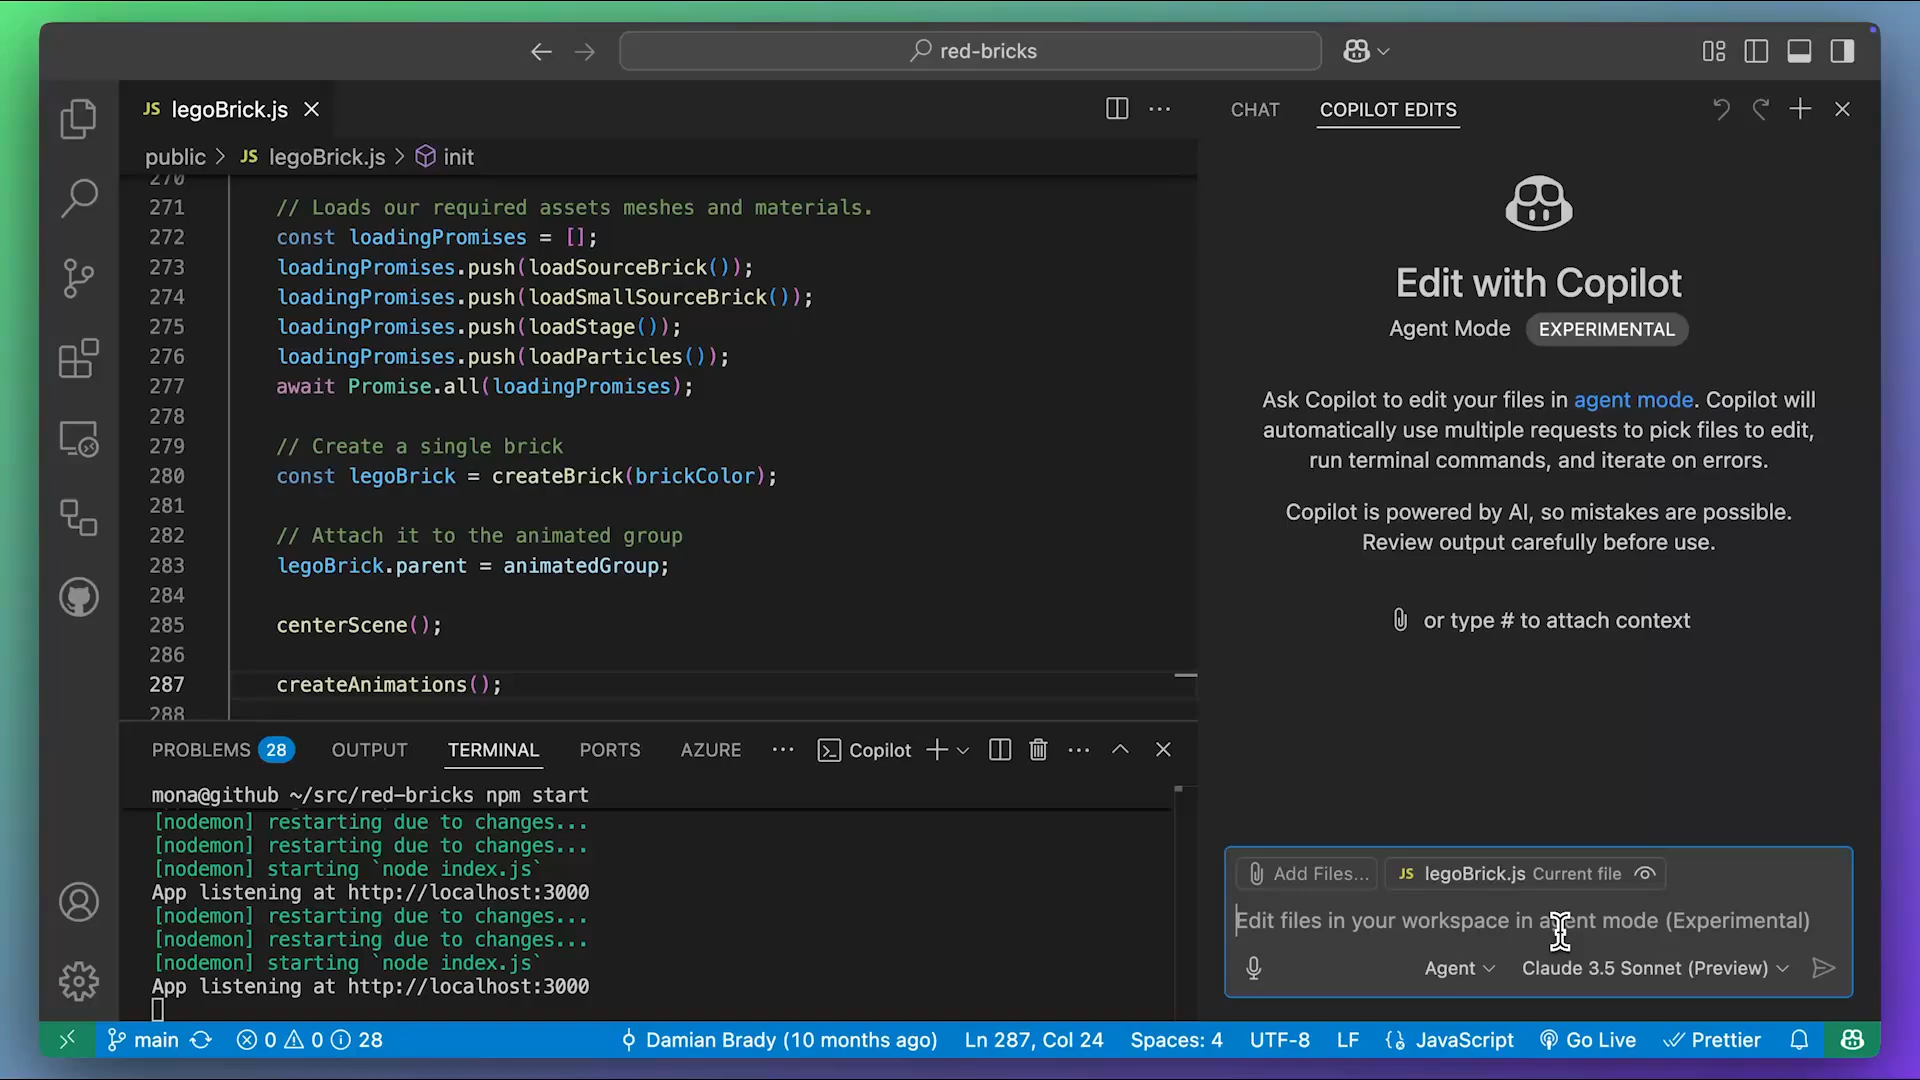 red-bricks
JS legoBrick.js
CHAT
COPILOT EDITS
public > JS legoBrick.js > init
270
271 // Loads our required assets meshes and materials.
272 const loadingPromises = [];
273 loadingPromises.push(loadSourceBrick());
274 loadingPromises.push(loadSmallSourceBrick());
275 loadingPromises.push(loadStage());
276 loadingPromises.push(loadParticles());
277 await Promise.all(loadingPromises);
278
279 // Create a single brick
280 const legoBrick = createBrick(brickColor);
281
282 // Attach it to the animated group
283 legoBrick.parent = animatedGroup;
284
285 centerScene();
286
287 createAnimations();
288
Edit with Copilot
Agent Mode EXPERIMENTAL
Ask Copilot to edit your files in agent mode. Copilot will
automatically use multiple requests to pick files to edit,
run terminal commands, and iterate on errors.
Copilot is powered by AI, so mistakes are possible.
Review output carefully before use.
or type # to attach context
PROBLEMS 28 OUTPUT TERMINAL PORTS AZURE ··· Copilot
mona@github ~/src/red-bricks npm start
[nodemon] restarting due to changes...
[nodemon] restarting due to changes...
[nodemon] starting `node index.js`
App listening at http://localhost:3000
[nodemon] restarting due to changes...
[nodemon] restarting due to changes...
[nodemon] starting `node index.js`
App listening at http://localhost:3000
Add Files... JS legoBrick.js Current file
Edit files in your workspace in agent mode (Experimental)
Agent Claude 3.5 Sonnet (Preview)
main 0 0 28 Damian Brady (10 months ago) Ln 287, Col 24 Spaces: 4 UTF-8 LF JavaScript Go Live Prettier